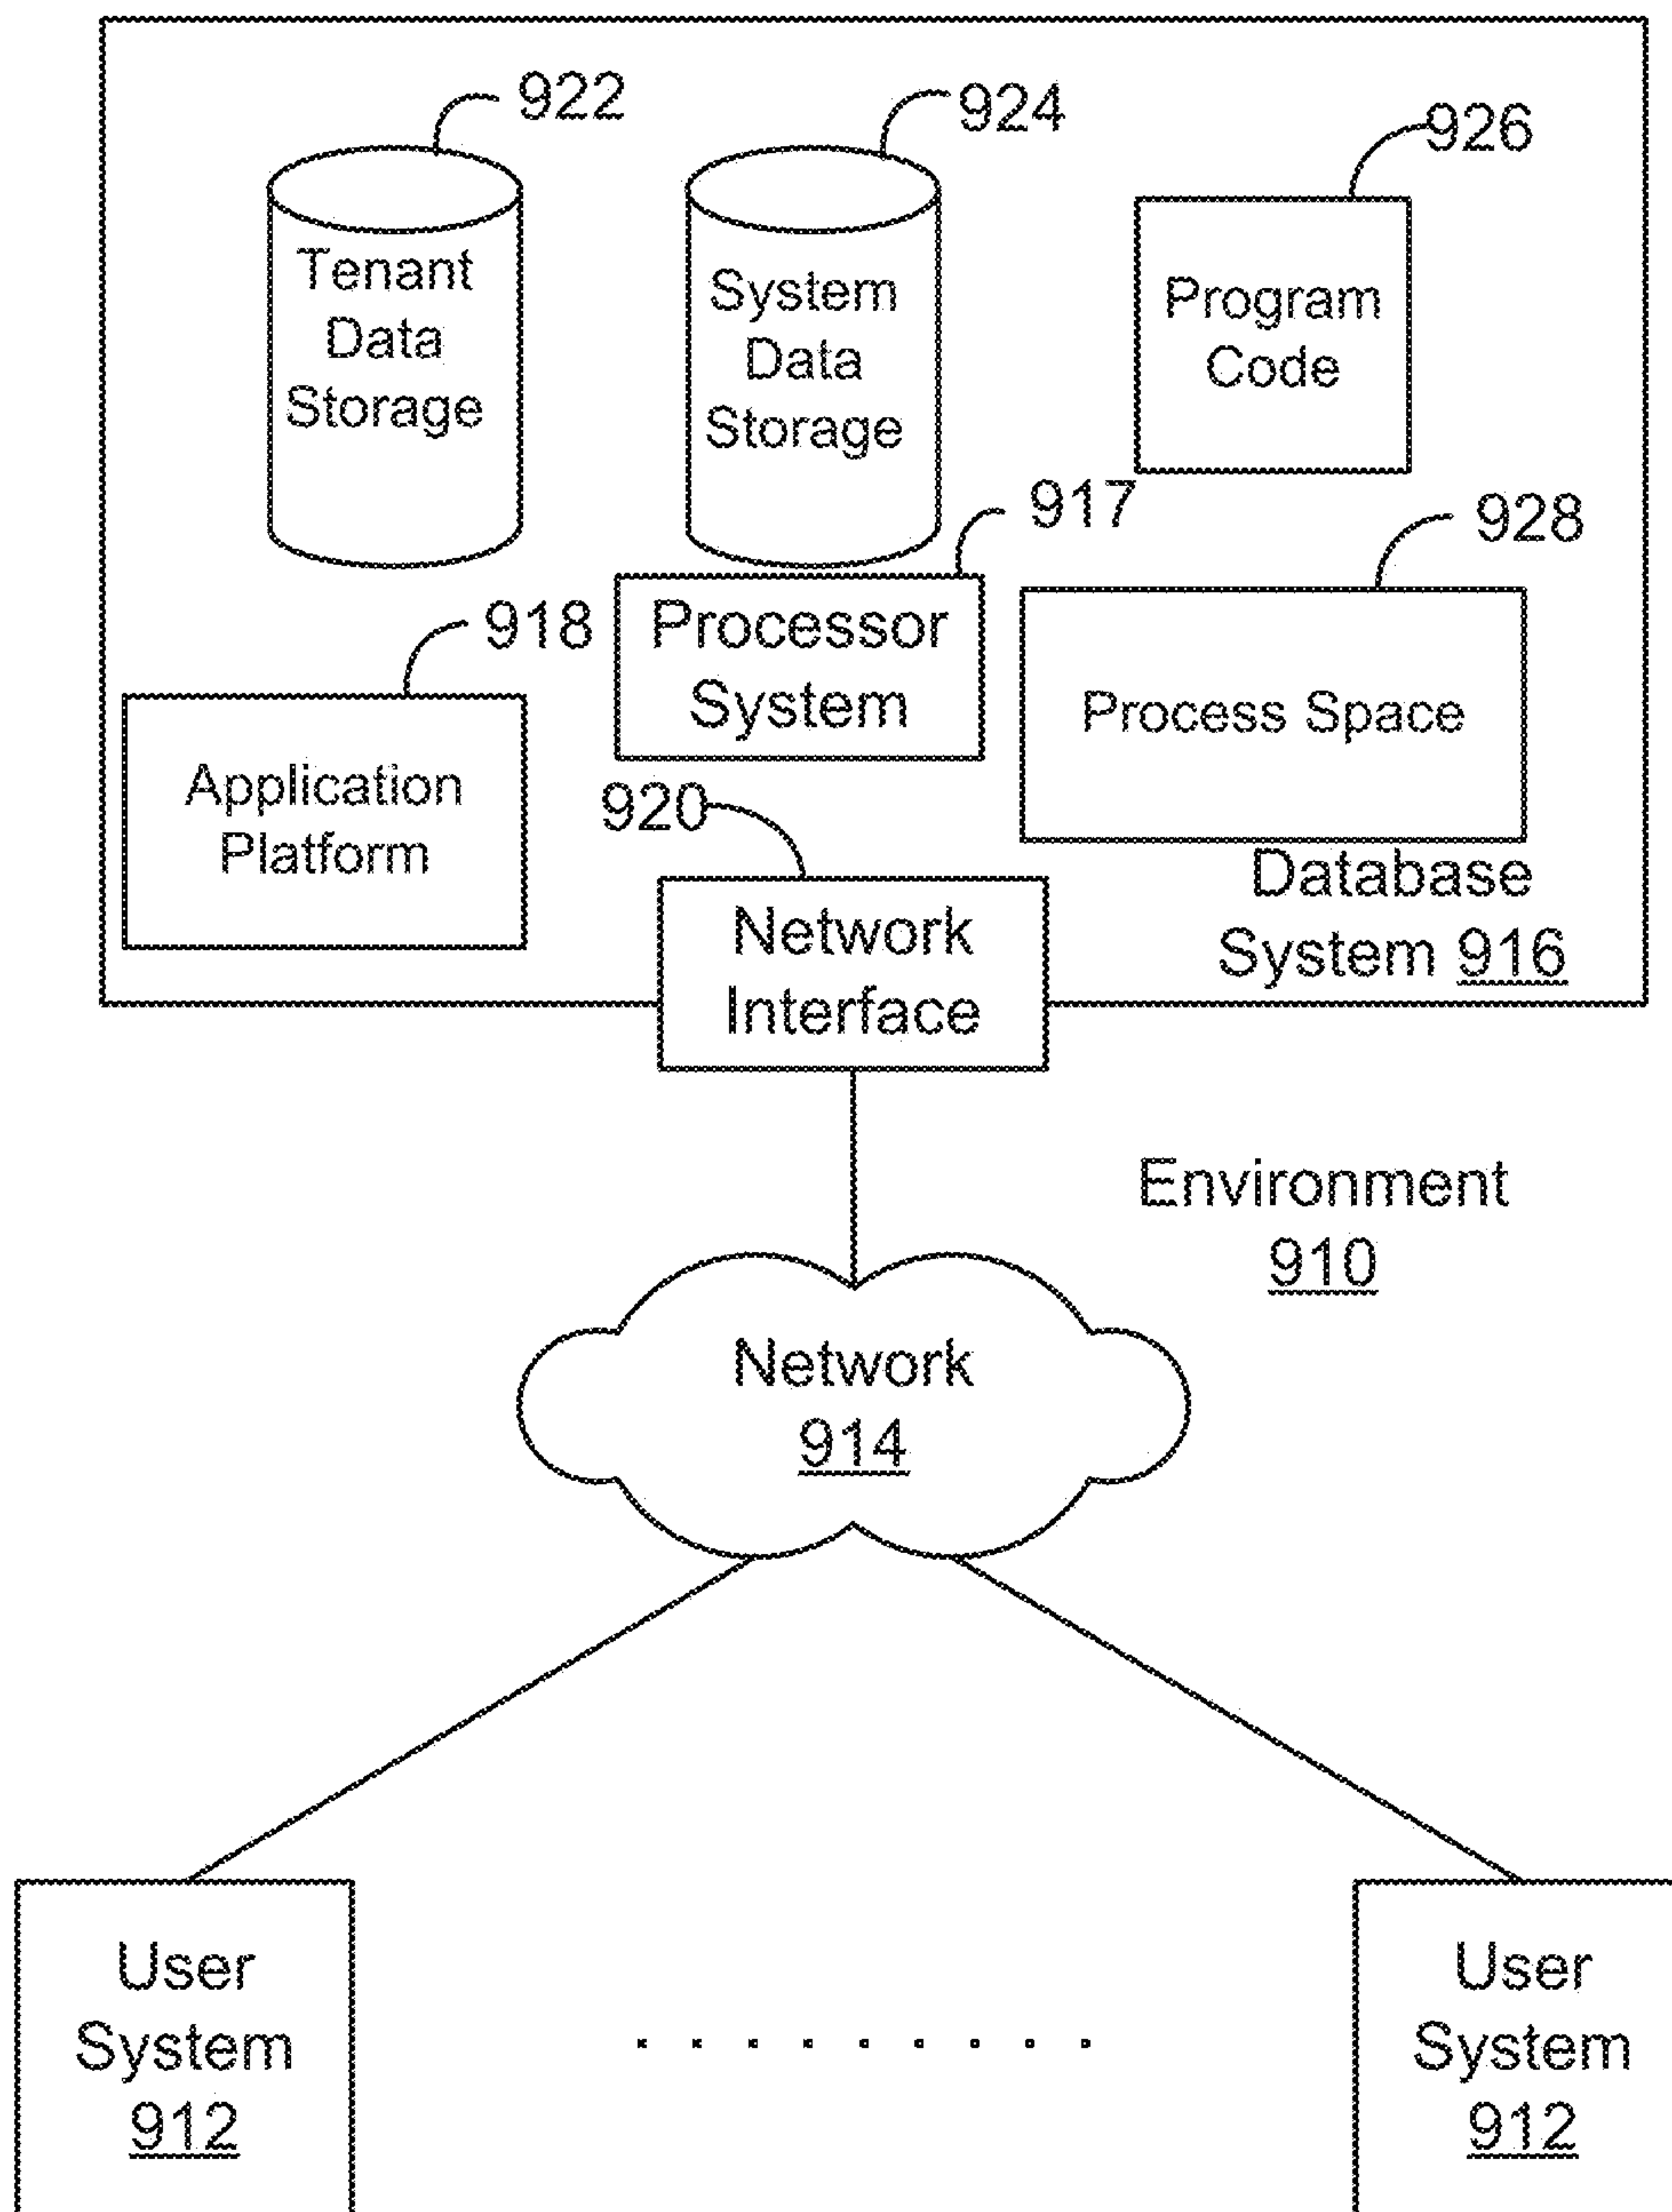 922
924
926
Tenant
Data
Storage
System
Data
Storage
Program
Code
917
928
918
Processor
System
Process Space
Application
Platform
920
Database
System 916
Network
Interface
Environment
910
Network
914
User
System
912
User
System
912